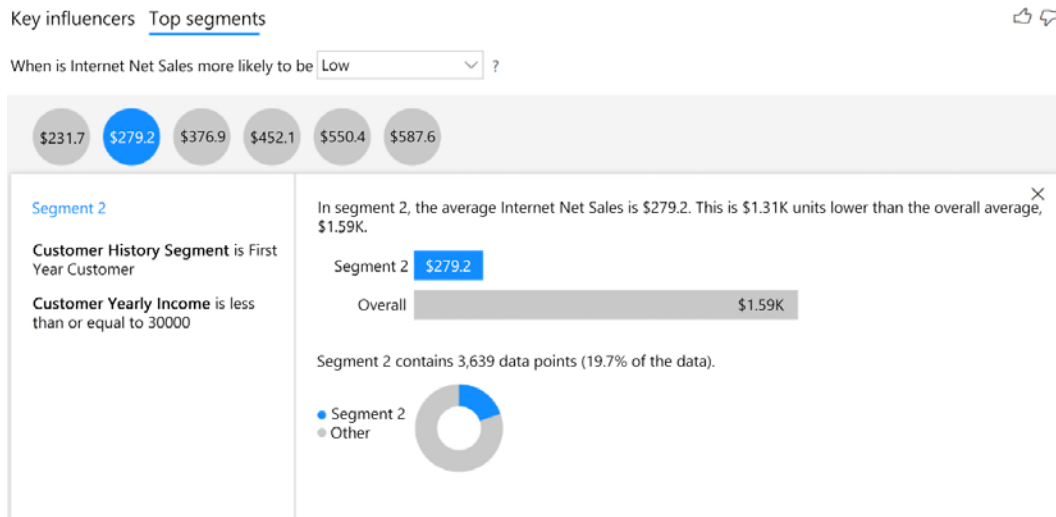 Key influencers Top segments
When is Internet Net Sales more likely to be Low ?
$231.7 $279.2 $376.9 $452.1 $550.4 $587.6
Segment 2
Customer History Segment is First
Year Customer
Customer Yearly Income is less
than or equal to 30000
In segment 2, the average Internet Net Sales is $279.2. This is $1.31K units lower than the overall average,
$1.59K.
Segment 2 $279.2
Overall $1.59K
Segment 2 contains 3,639 data points (19.7% of the data).
Segment 2
Other